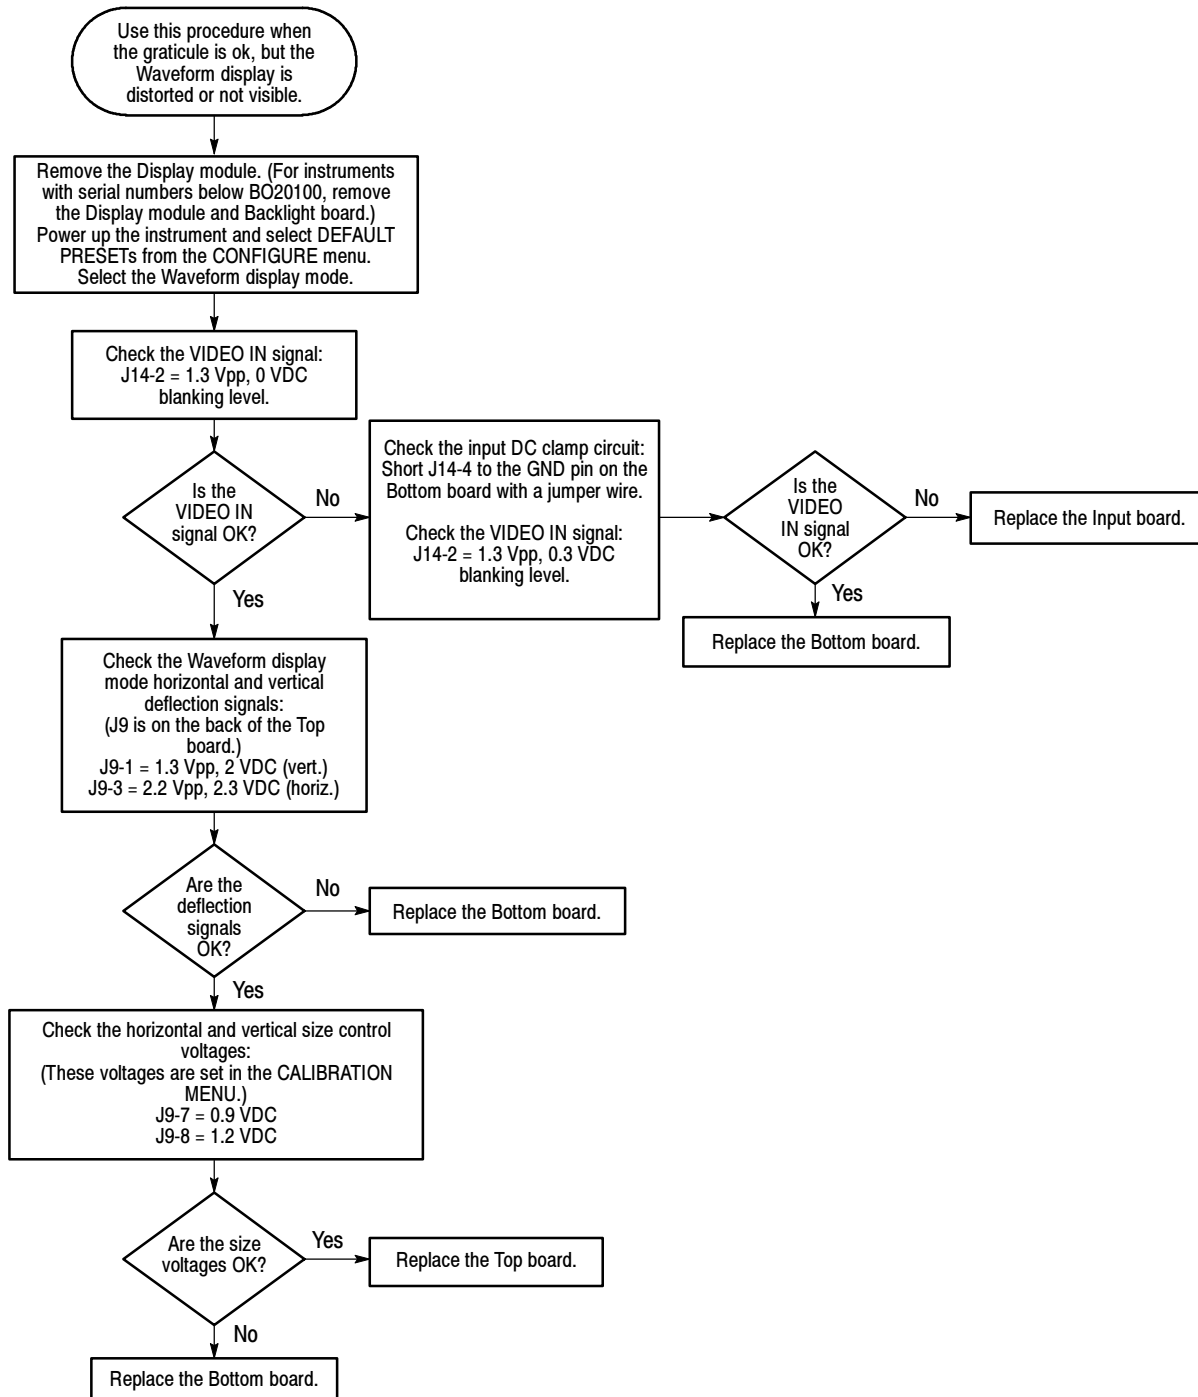 Use this procedure when
the graticule is ok, but the
Waveform display is
distorted or not visible.
Remove the Display module. (For instruments
with serial numbers below BO20100, remove
the Display module and Backlight board.)
Power up the instrument and select DEFAULT
PRESETs from the CONFIGURE menu.
Select the Waveform display mode.
Check the VIDEO IN signal:
J14-2 = 1.3 Vpp, 0 VDC
blanking level.
Is the
VIDEO IN
signal OK?
No
Check the input DC clamp circuit:
Short J14-4 to the GND pin on the
Bottom board with a jumper wire.
Check the VIDEO IN signal:
J14-2 = 1.3 Vpp, 0.3 VDC
blanking level.
Is the
VIDEO
IN signal
OK?
No
Replace the Input board.
Yes
Replace the Bottom board.
Yes
Check the Waveform display
mode horizontal and vertical
deflection signals:
(J9 is on the back of the Top
board.)
J9-1 = 1.3 Vpp, 2 VDC (vert.)
J9-3 = 2.2 Vpp, 2.3 VDC (horiz.)
Are the
deflection
signals
OK?
No
Replace the Bottom board.
Yes
Check the horizontal and vertical size control
voltages:
(These voltages are set in the CALIBRATION
MENU.)
J9-7 = 0.9 VDC
J9-8 = 1.2 VDC
Are the size
voltages OK?
Yes
Replace the Top board.
No
Replace the Bottom board.